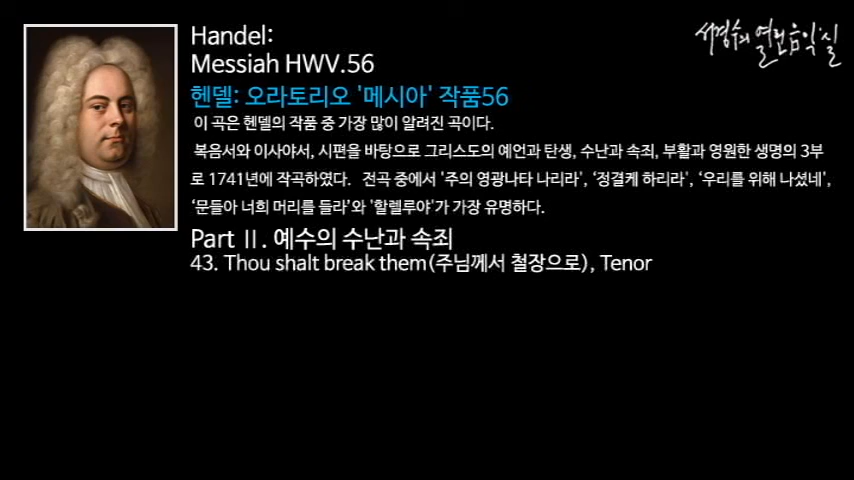 Handel:
Messiah HWV.56
헨델: 오라토리오 '메시아' 작품56
이 곡은 헨델의 작품 중 가장 많이 알려진 곡이다.
복음서와 이사야서, 시편을 바탕으로 그리스도의 예언과 탄생, 수난과 속죄, 부활과 영원한 생명의 3부
로 1741년에 작곡하였다. 전곡 중에서 '주의 영광나타 나리라', ‘정결케 하리라', ‘우리를 위해 나셨네',
‘문들아 너희 머리를 들라’와 '할렐루야'가 가장 유명하다.
Part Ⅱ. 예수의 수난과 속죄
43. Thou shalt break them(주님께서 철장으로), Tenor
서경수의 열린음악실